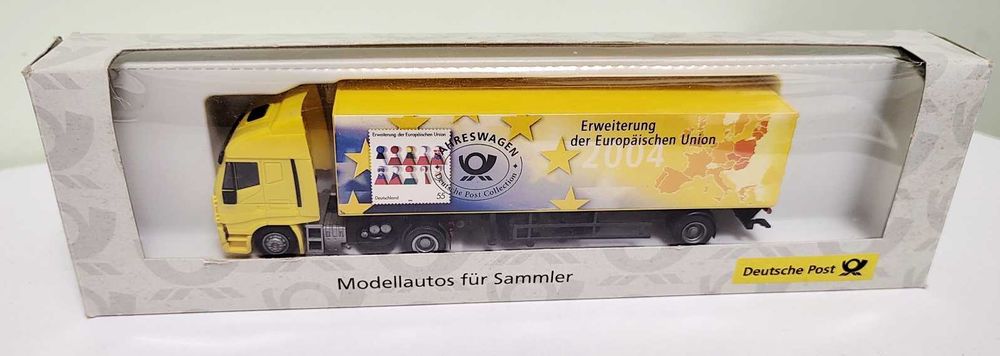 Erweiterung der Europäischen Union
55
Deutschland
JAHRESWAGEN
Deutsche Post Collection
Erweiterung
der Europäischen Union
2004
Modellautos für Sammler
Deutsche Post